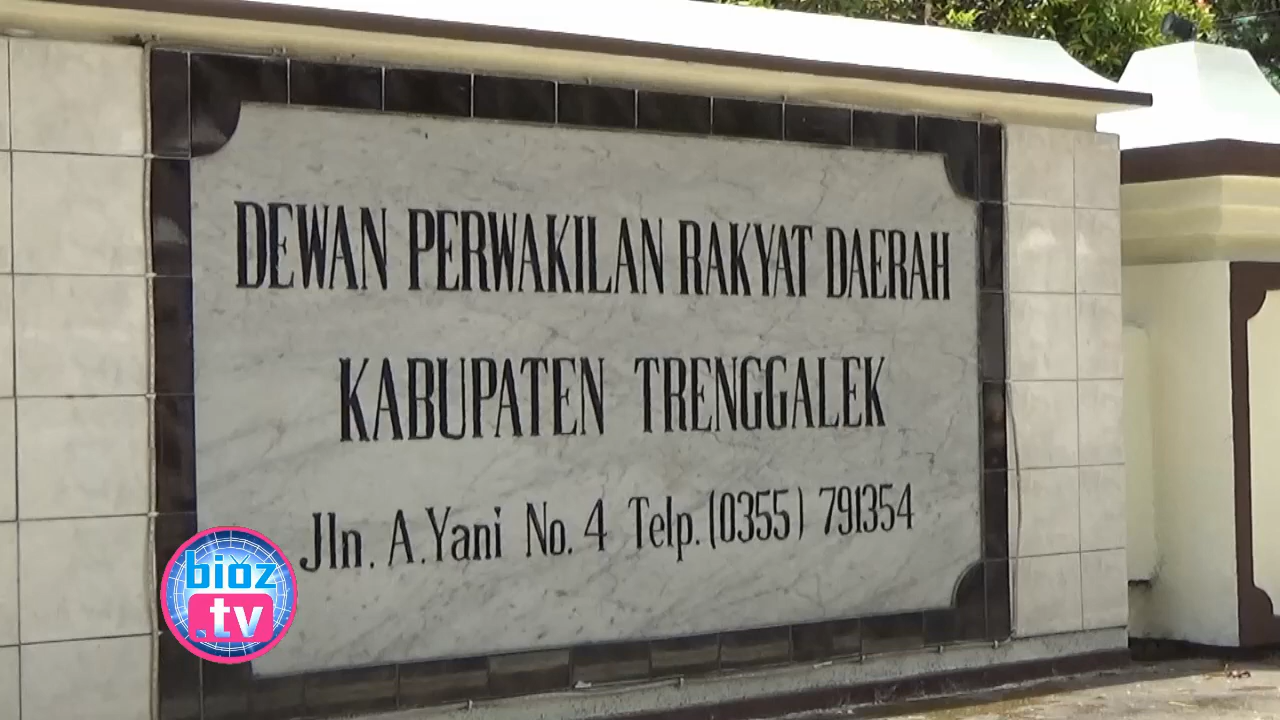 DEWAN PERWAKILAN RAKYAT DAERAH
KABUPATEN TRENGGALEK
Jln. A.Yani No. 4 Telp. (0355) 791354
bioz
.tv